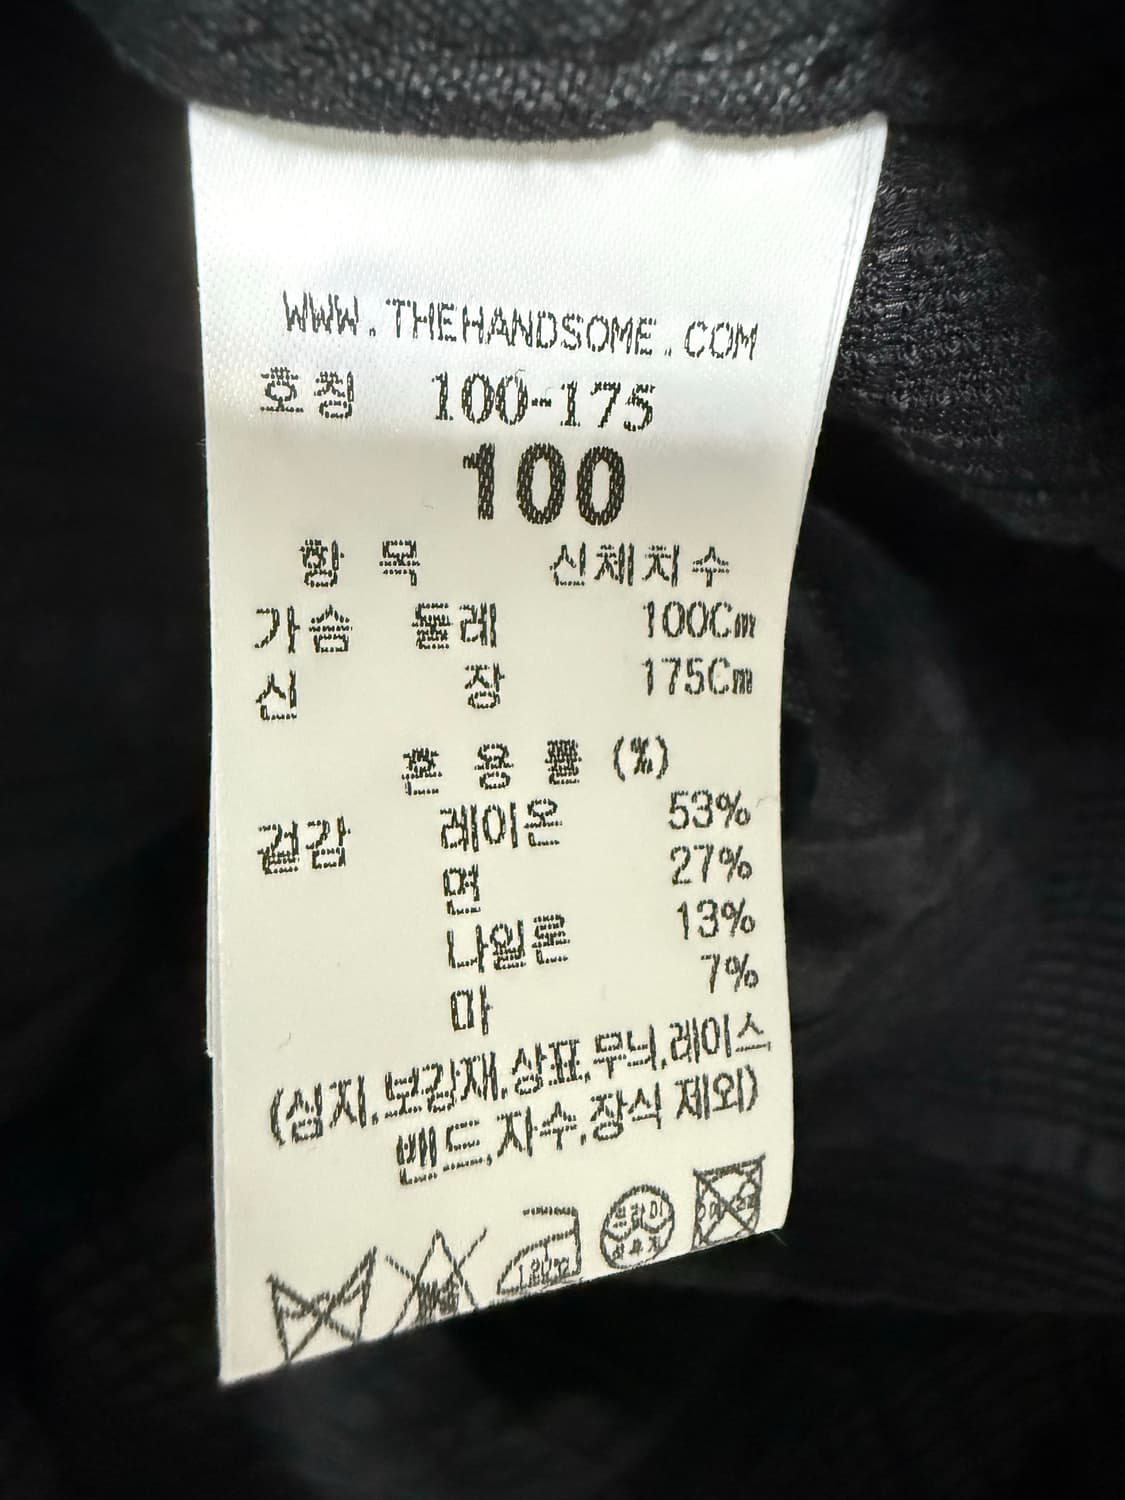 WWW.THEHANDSOME.COM
호칭 100-175
100
항 목 신체치수
가슴 둘레 100Cm
신 장 175Cm
혼 용 률 (%)
겉감 레이온 53%
면 27%
나일론 13%
마 7%
(심지,보강재,상표,무늬,레이스
밴드,자수,장식 제외)